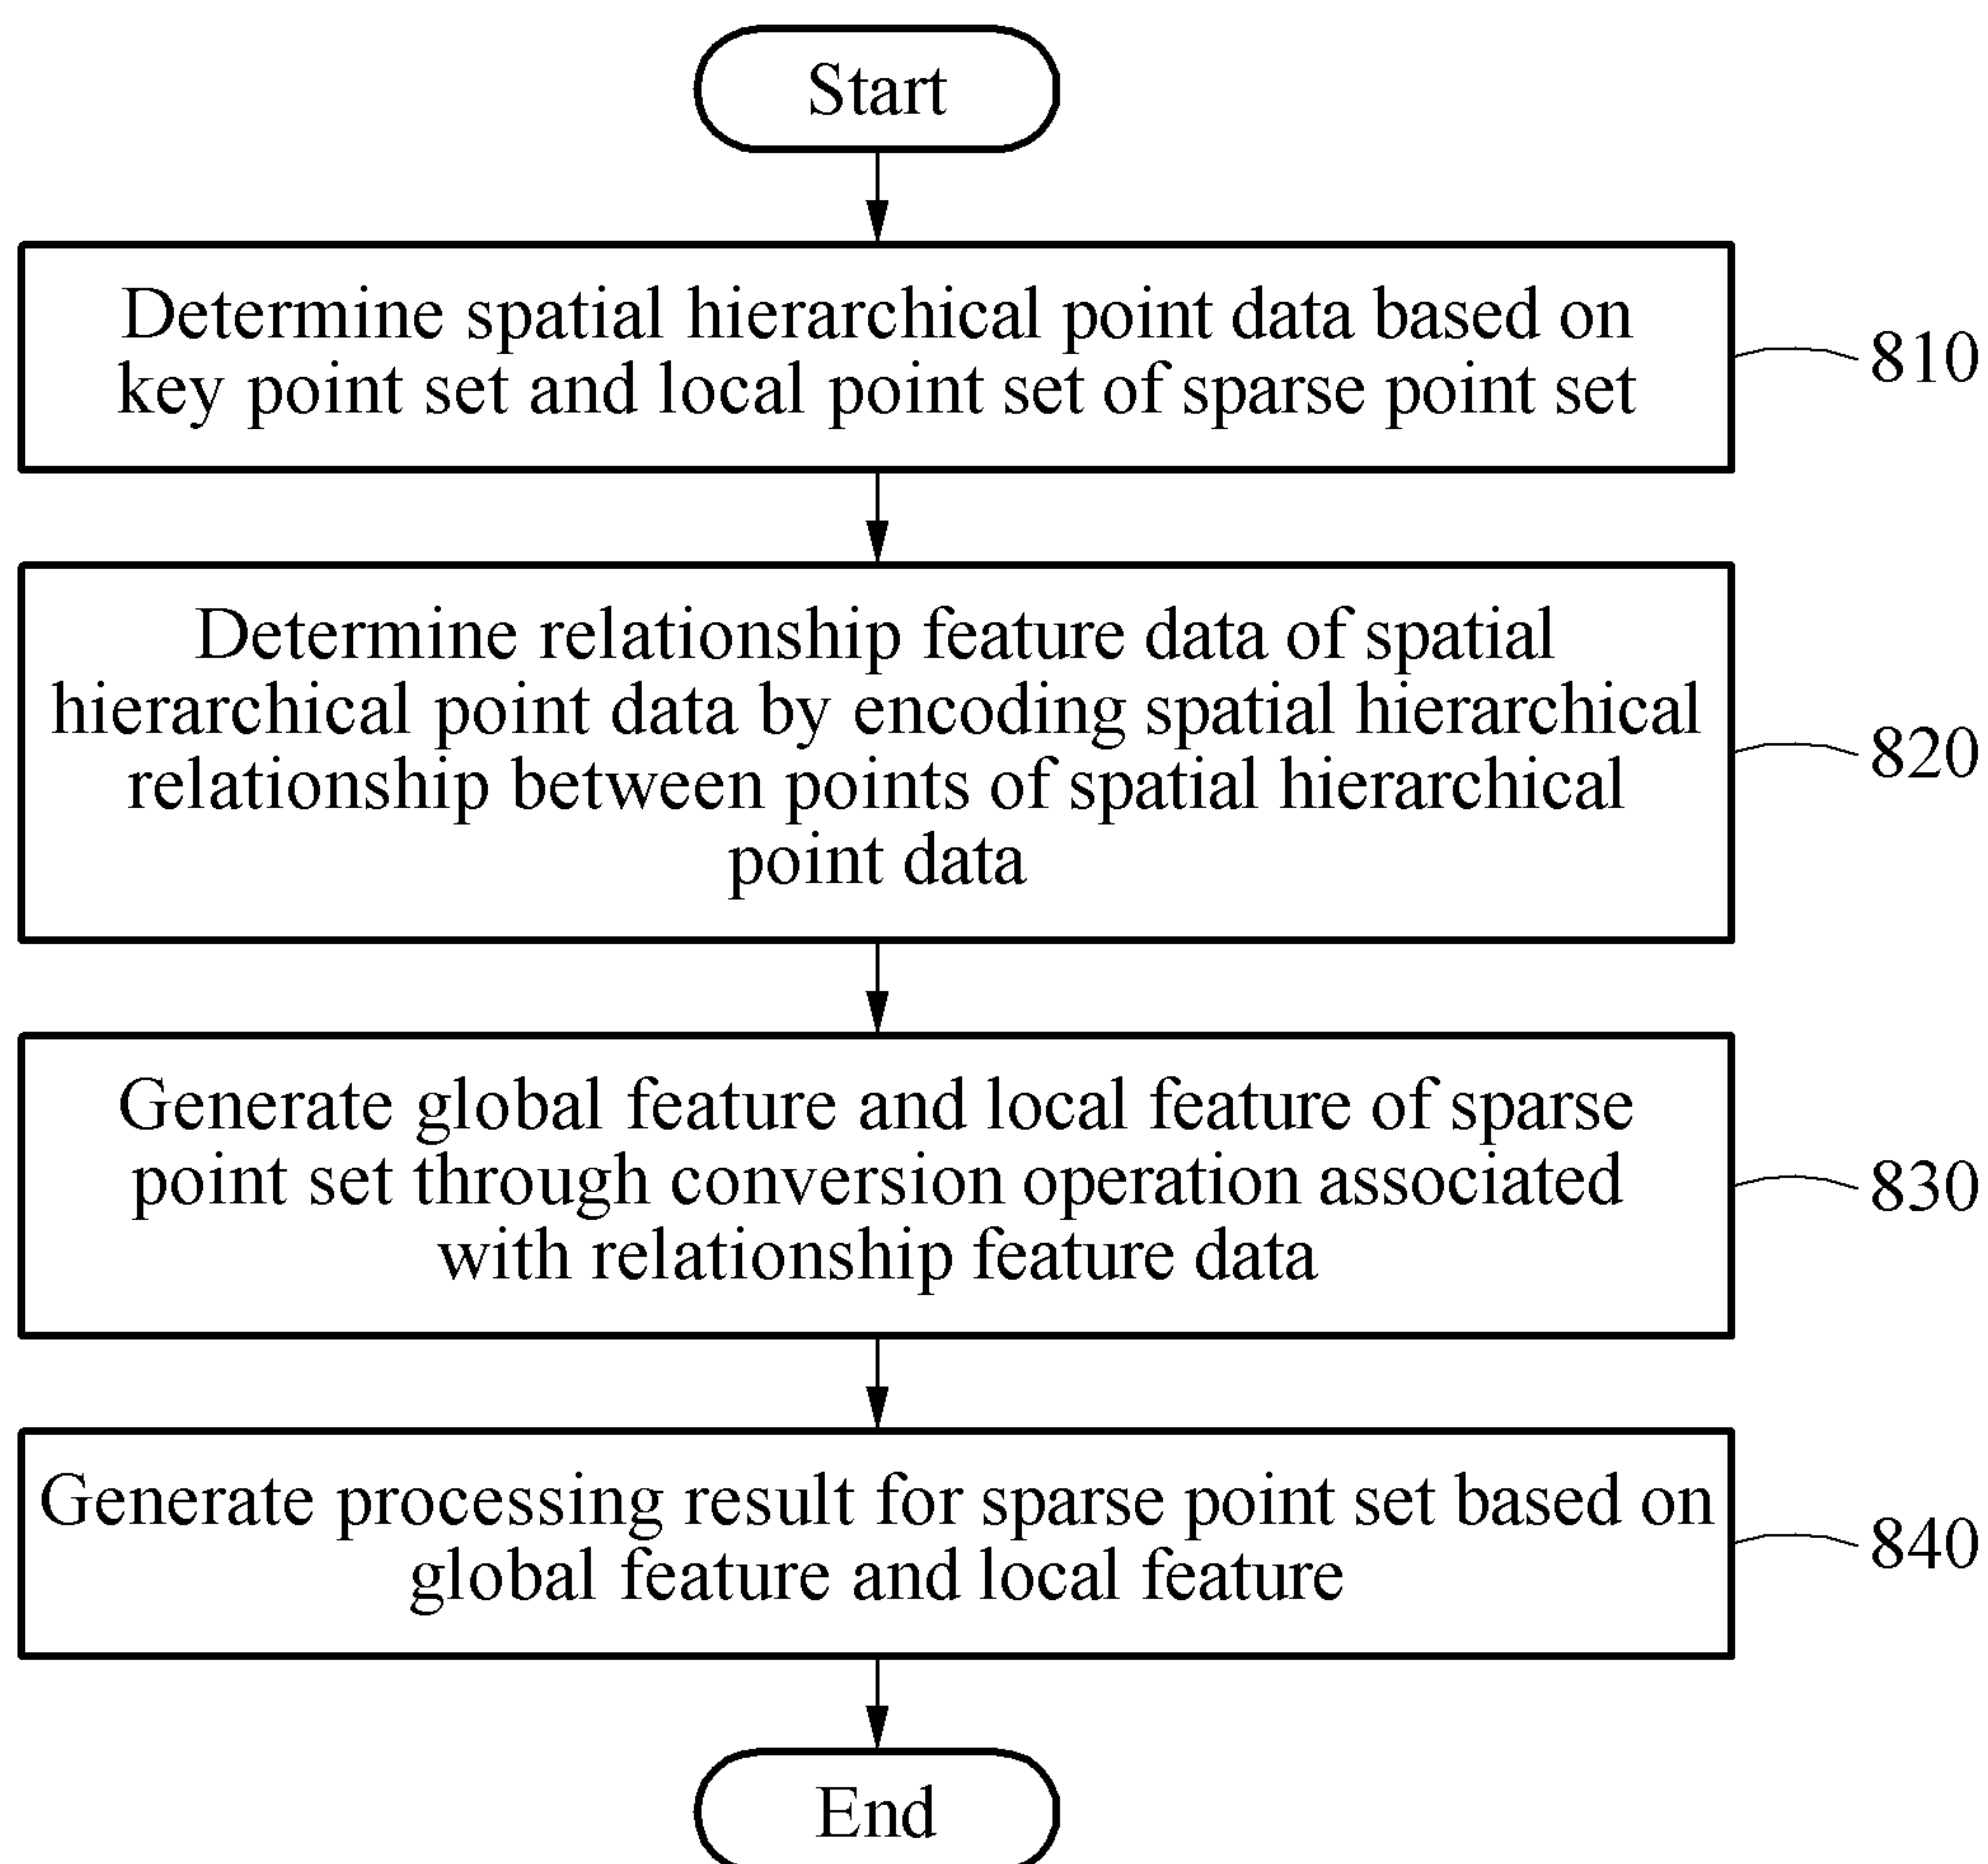 Start
Determine spatial hierarchical point data based on
key point set and local point set of sparse point set
810
Determine relationship feature data of spatial
hierarchical point data by encoding spatial hierarchical
relationship between points of spatial hierarchical
point data
820
Generate global feature and local feature of sparse
point set through conversion operation associated
with relationship feature data
830
Generate processing result for sparse point set based on
global feature and local feature
840
End